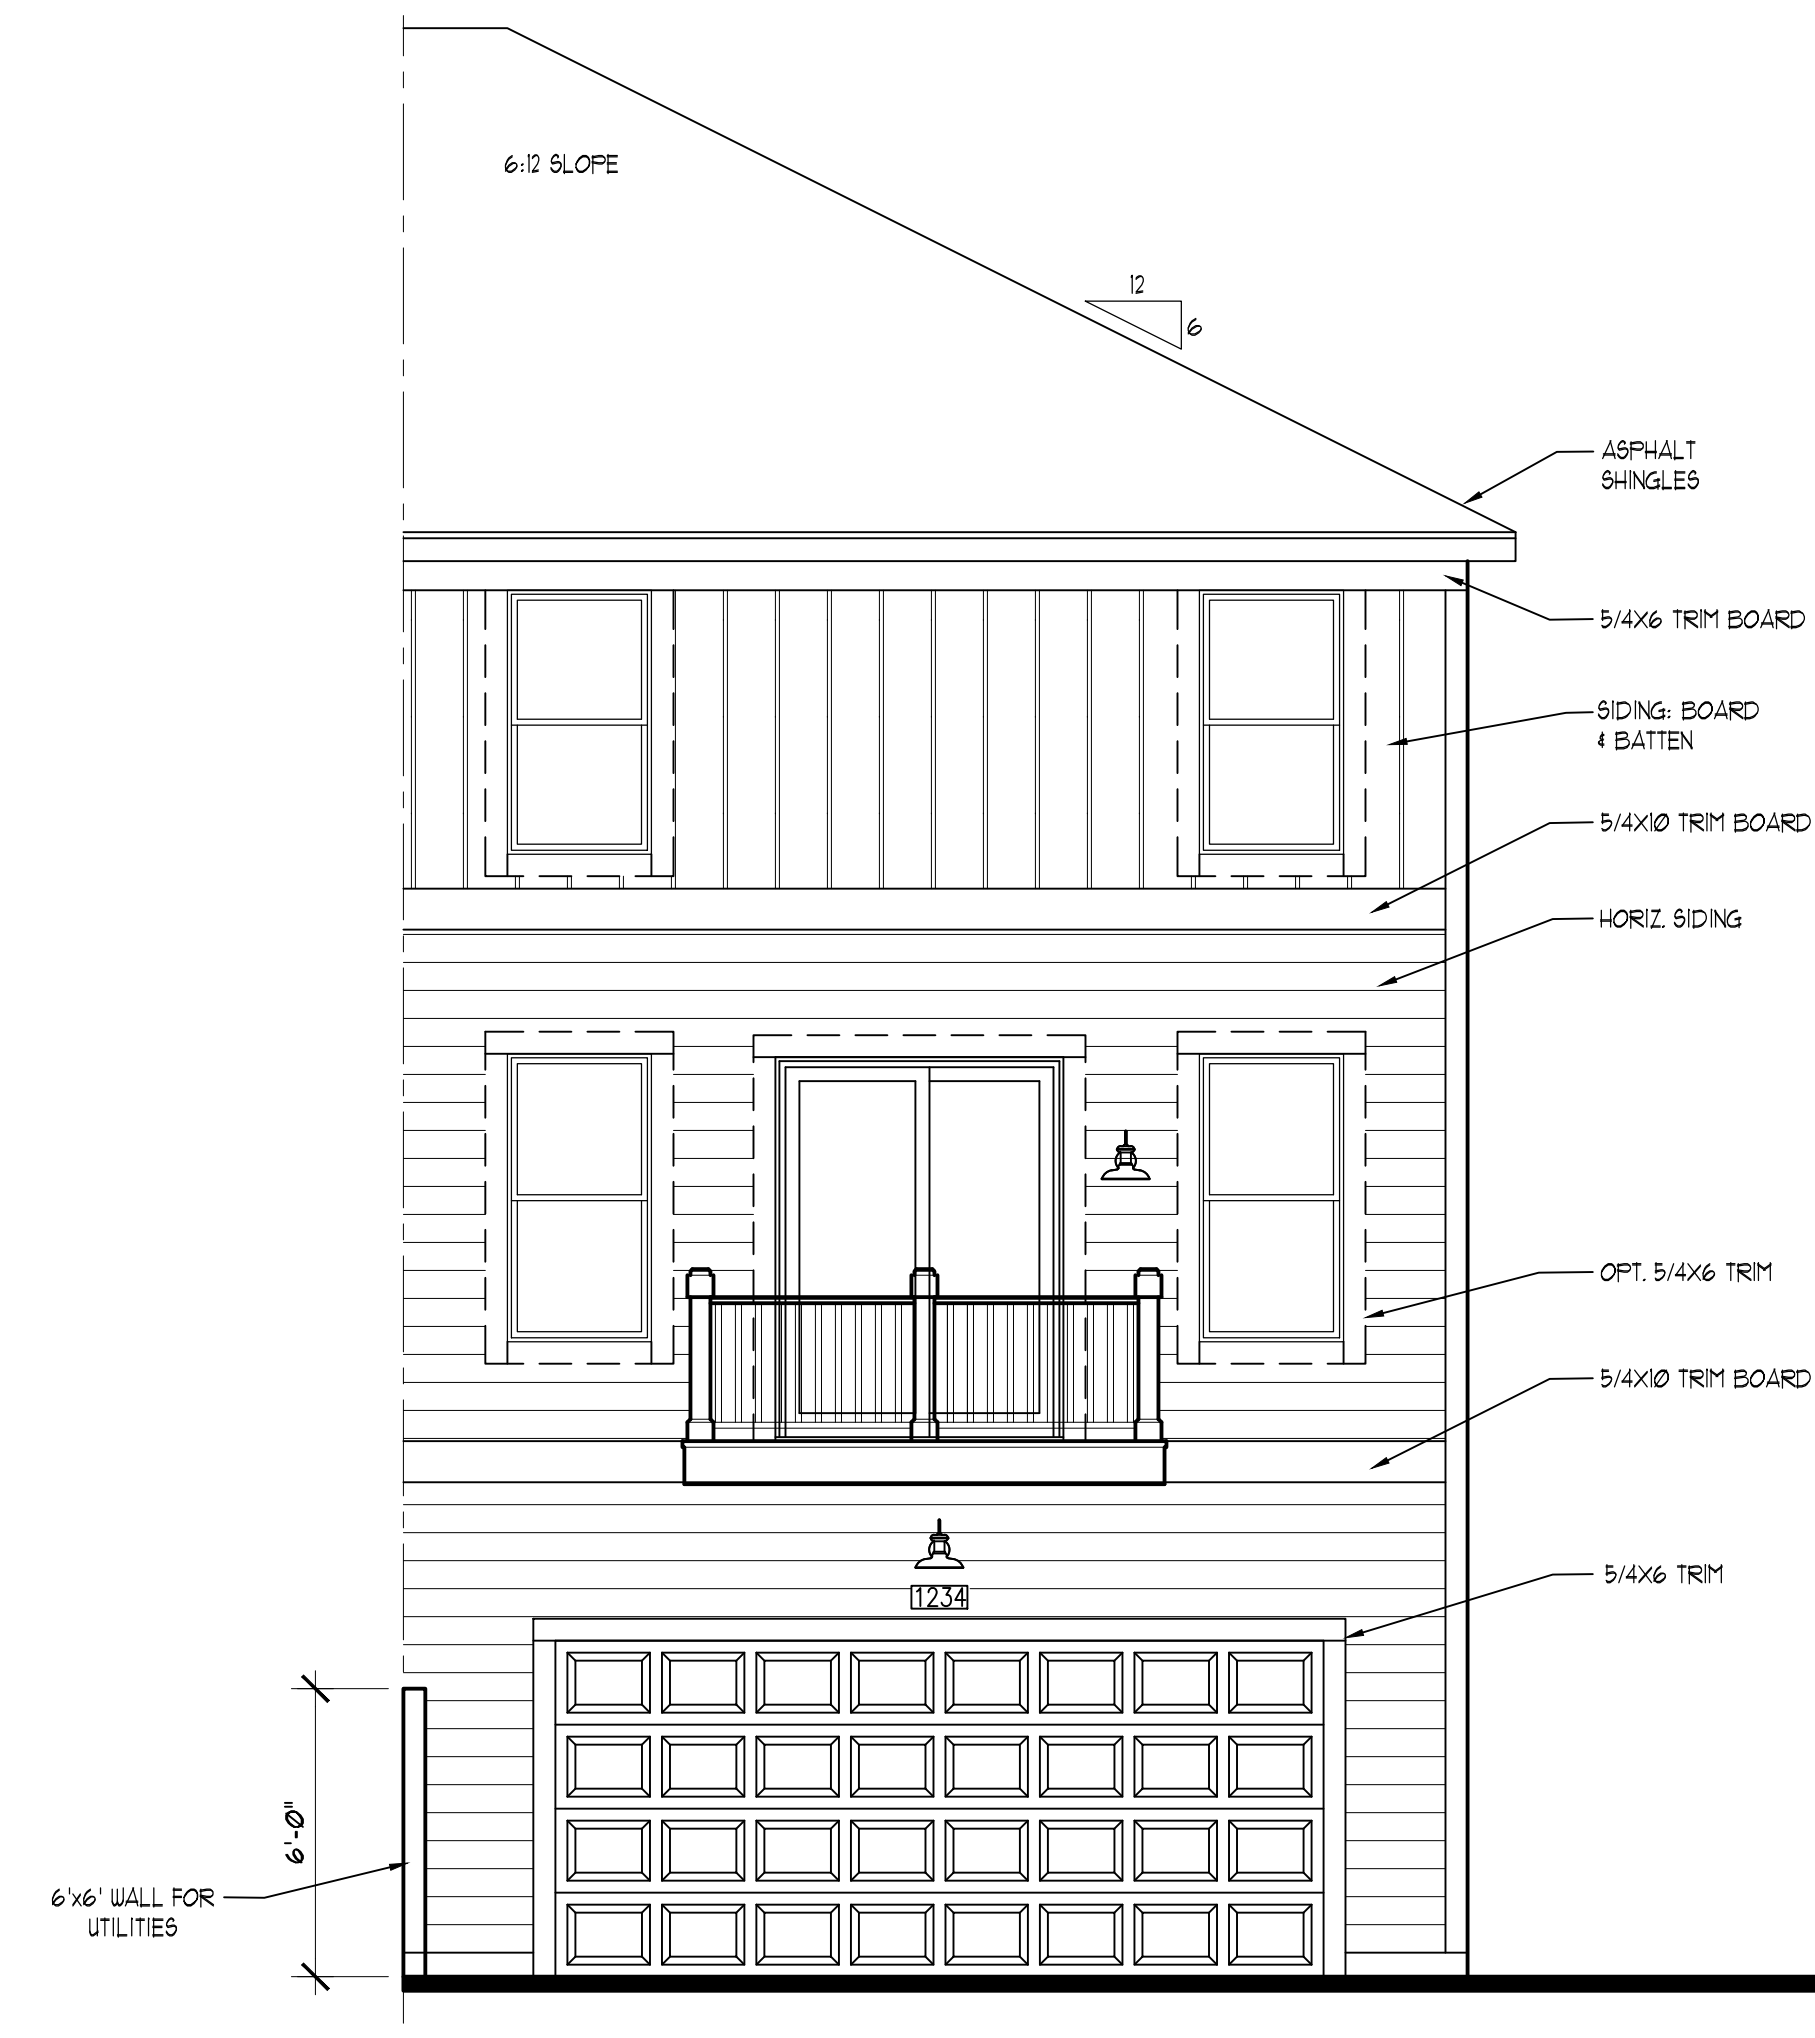 6:12 SLOPE
12
6
ASPHALT
SHINGLES
5/4X6 TRIM BOARD
SIDING: BOARD
& BATTEN
5/4X10 TRIM BOARD
HORIZ. SIDING
OPT. 5/4X6 TRIM
5/4X10 TRIM BOARD
5/4X6 TRIM
1234
6'-0"
6'x6' WALL FOR
UTILITIES